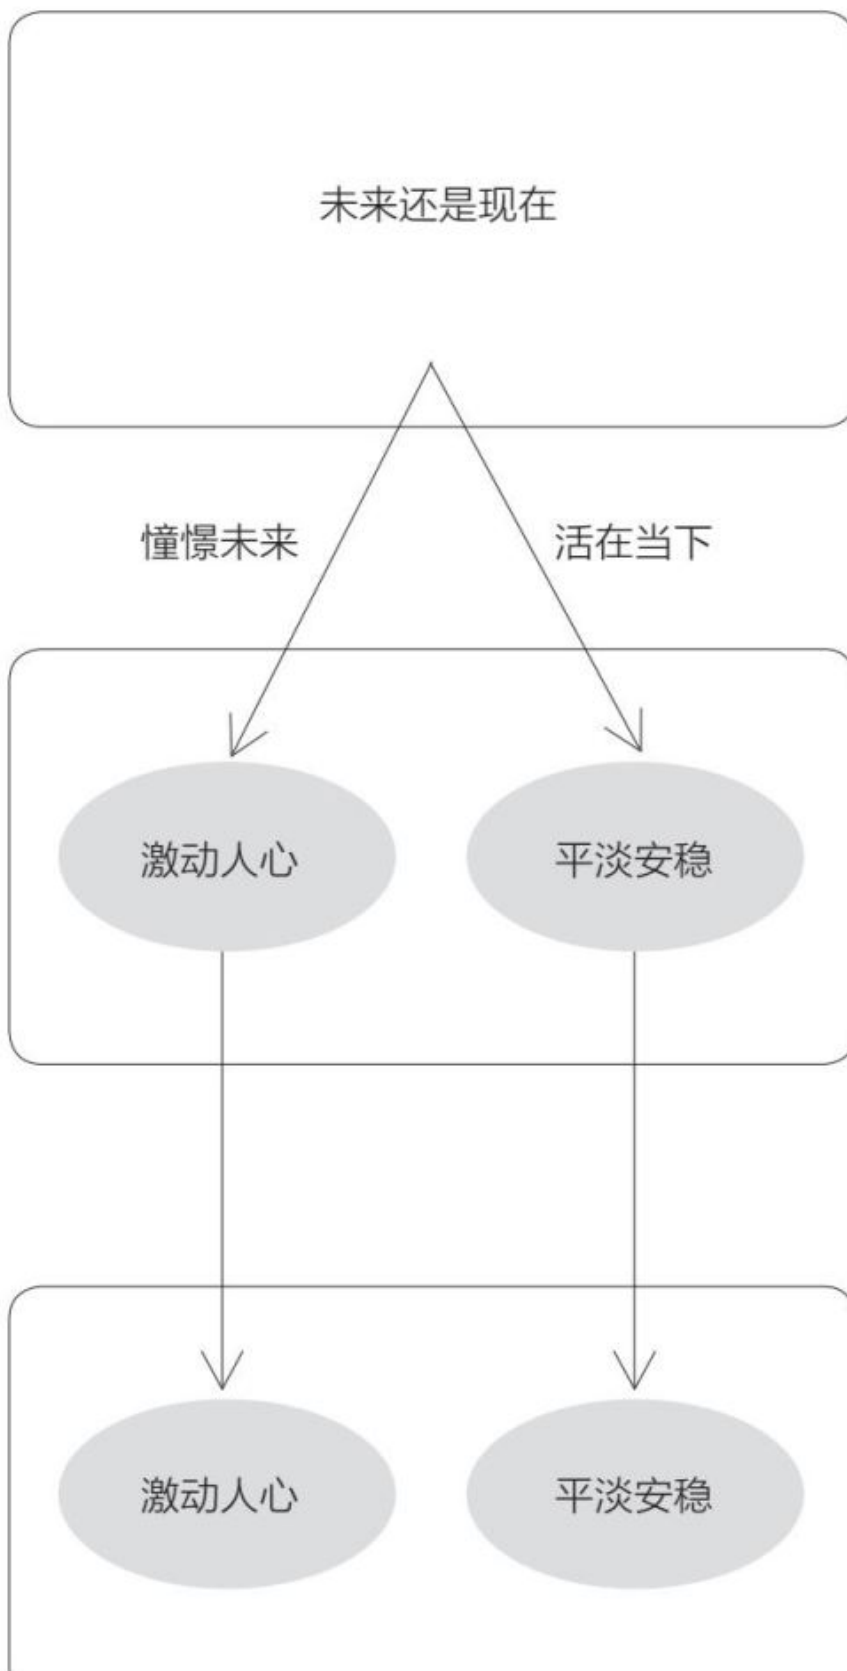 未来还是现在
憧憬未来
活在当下
激动人心
平淡安稳
激动人心
平淡安稳